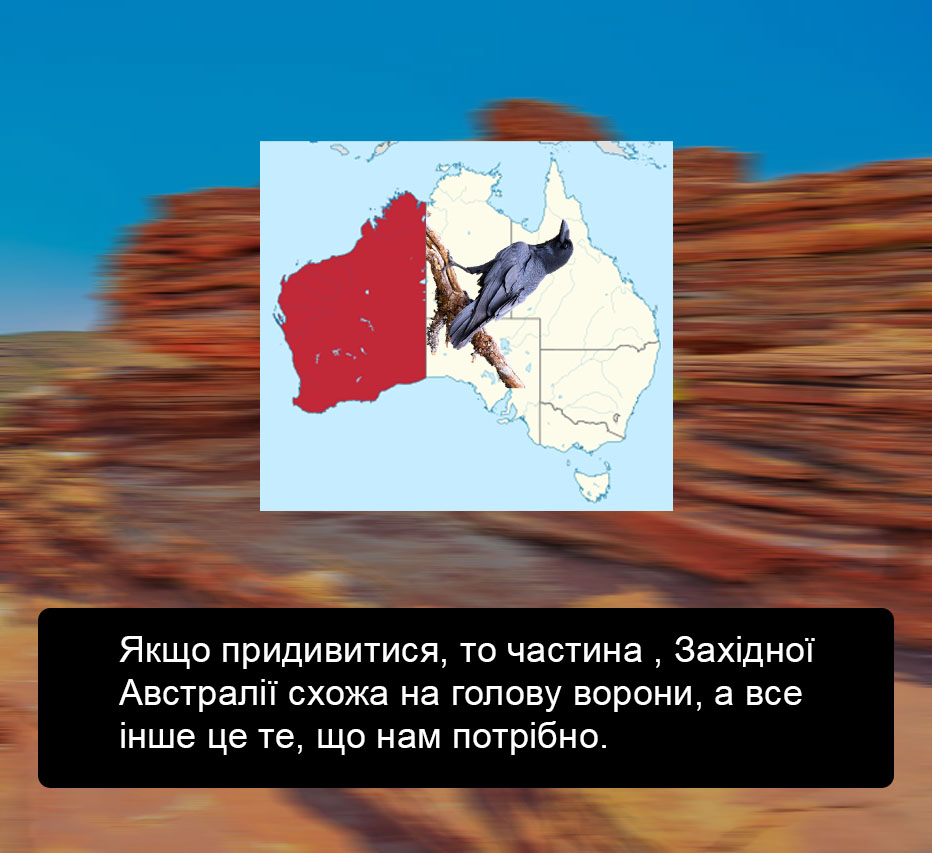 Якщо придивитися, то частина , Західної
Австралії схожа на голову ворони, а все
інше це те, що нам потрібно.